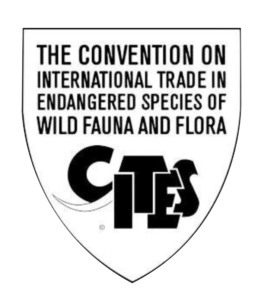 THE CONVENTION ON
INTERNATIONAL TRADE IN
ENDANGERED SPECIES OF
WILD FAUNA AND FLORA
CITES
©